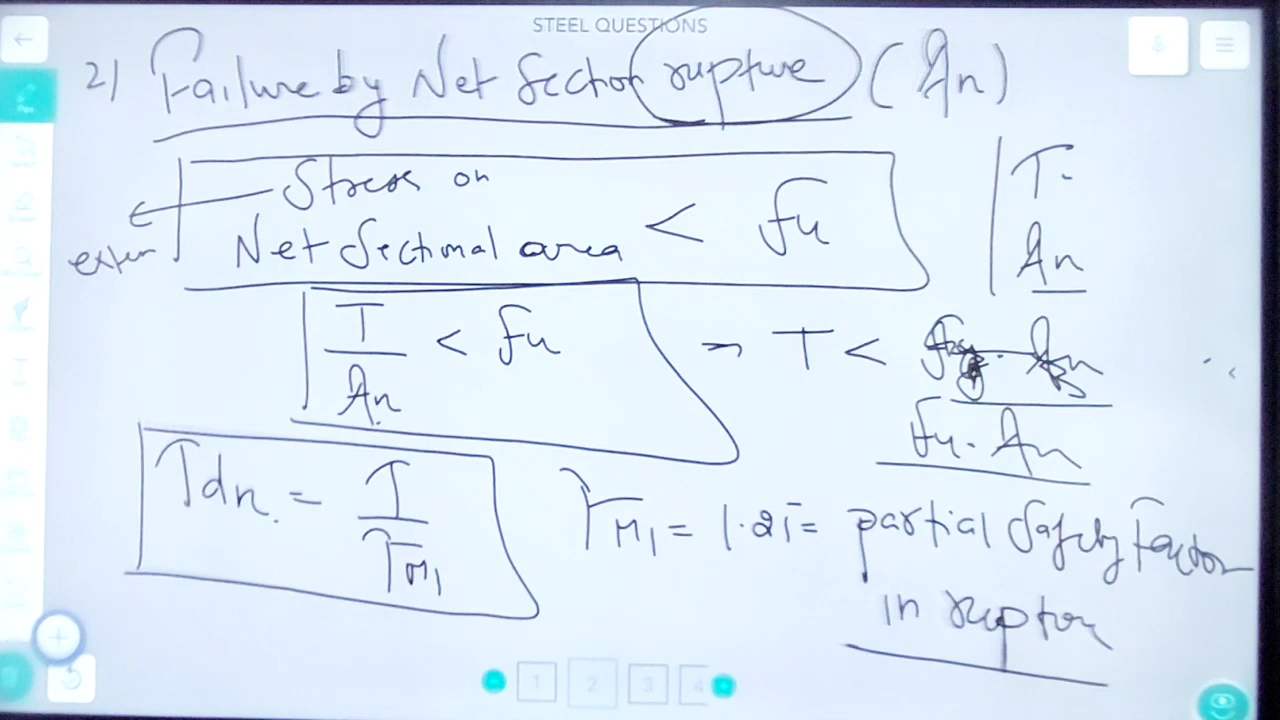 STEEL QUESTIONS
2) Failure by Net Section rupture (An)
Stress on
Net Sectional area < fu
exter
T
An
T
An
< fu
⇒ T <
fu. An
Tdn = T
γm1
γm1 = 1.25 = partial Safety Factor
in ruptor
1 2 3 4